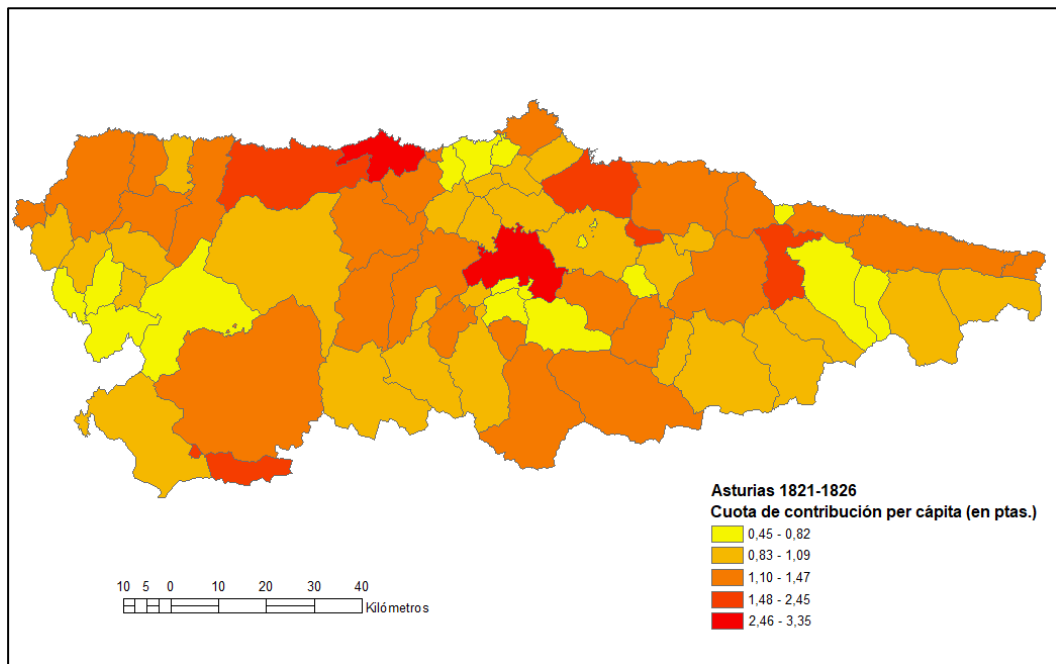 Asturias 1821-1826
Cuota de contribución per cápita (en ptas.)
0,45 - 0,82
0,83 - 1,09
1,10 - 1,47
1,48 - 2,45
2,46 - 3,35
10 5 0 10 20 30 40
Kilómetros